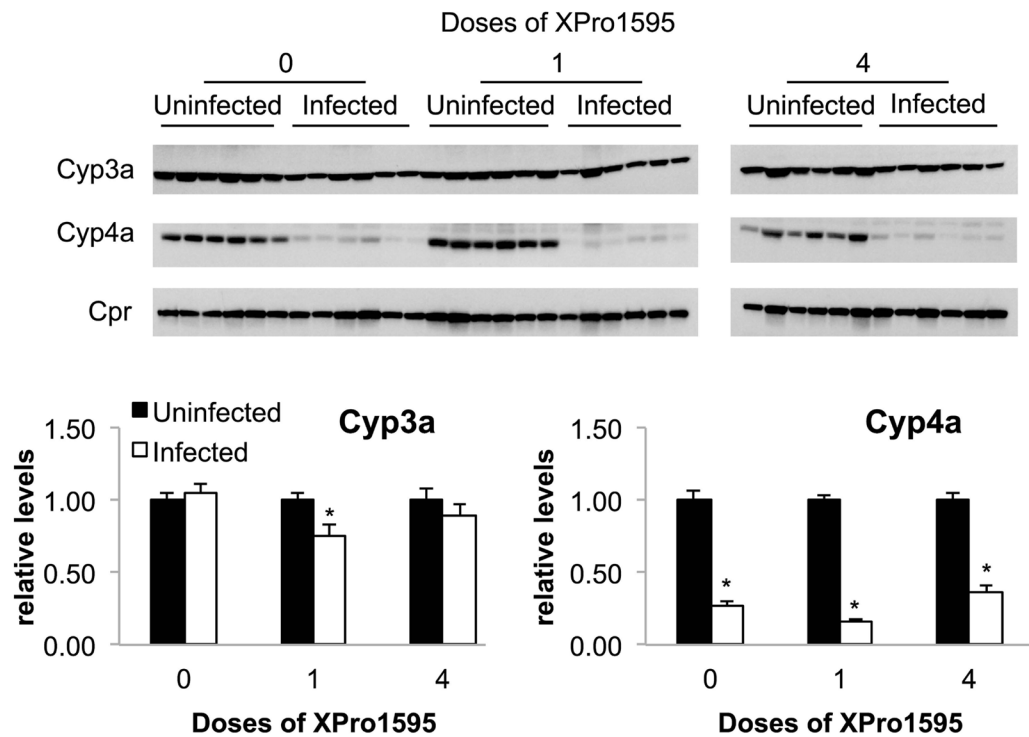 Doses of XPro1595
0 1 4
Uninfected Infected Uninfected Infected Uninfected Infected
Cyp3a
Cyp4a
Cpr
Uninfected
Infected
Cyp3a
relative levels
1.50
1.00
0.50
0.00
*
0 1 4
Doses of XPro1595
Cyp4a
relative levels
1.50
1.00
0.50
0.00
* * *
0 1 4
Doses of XPro1595